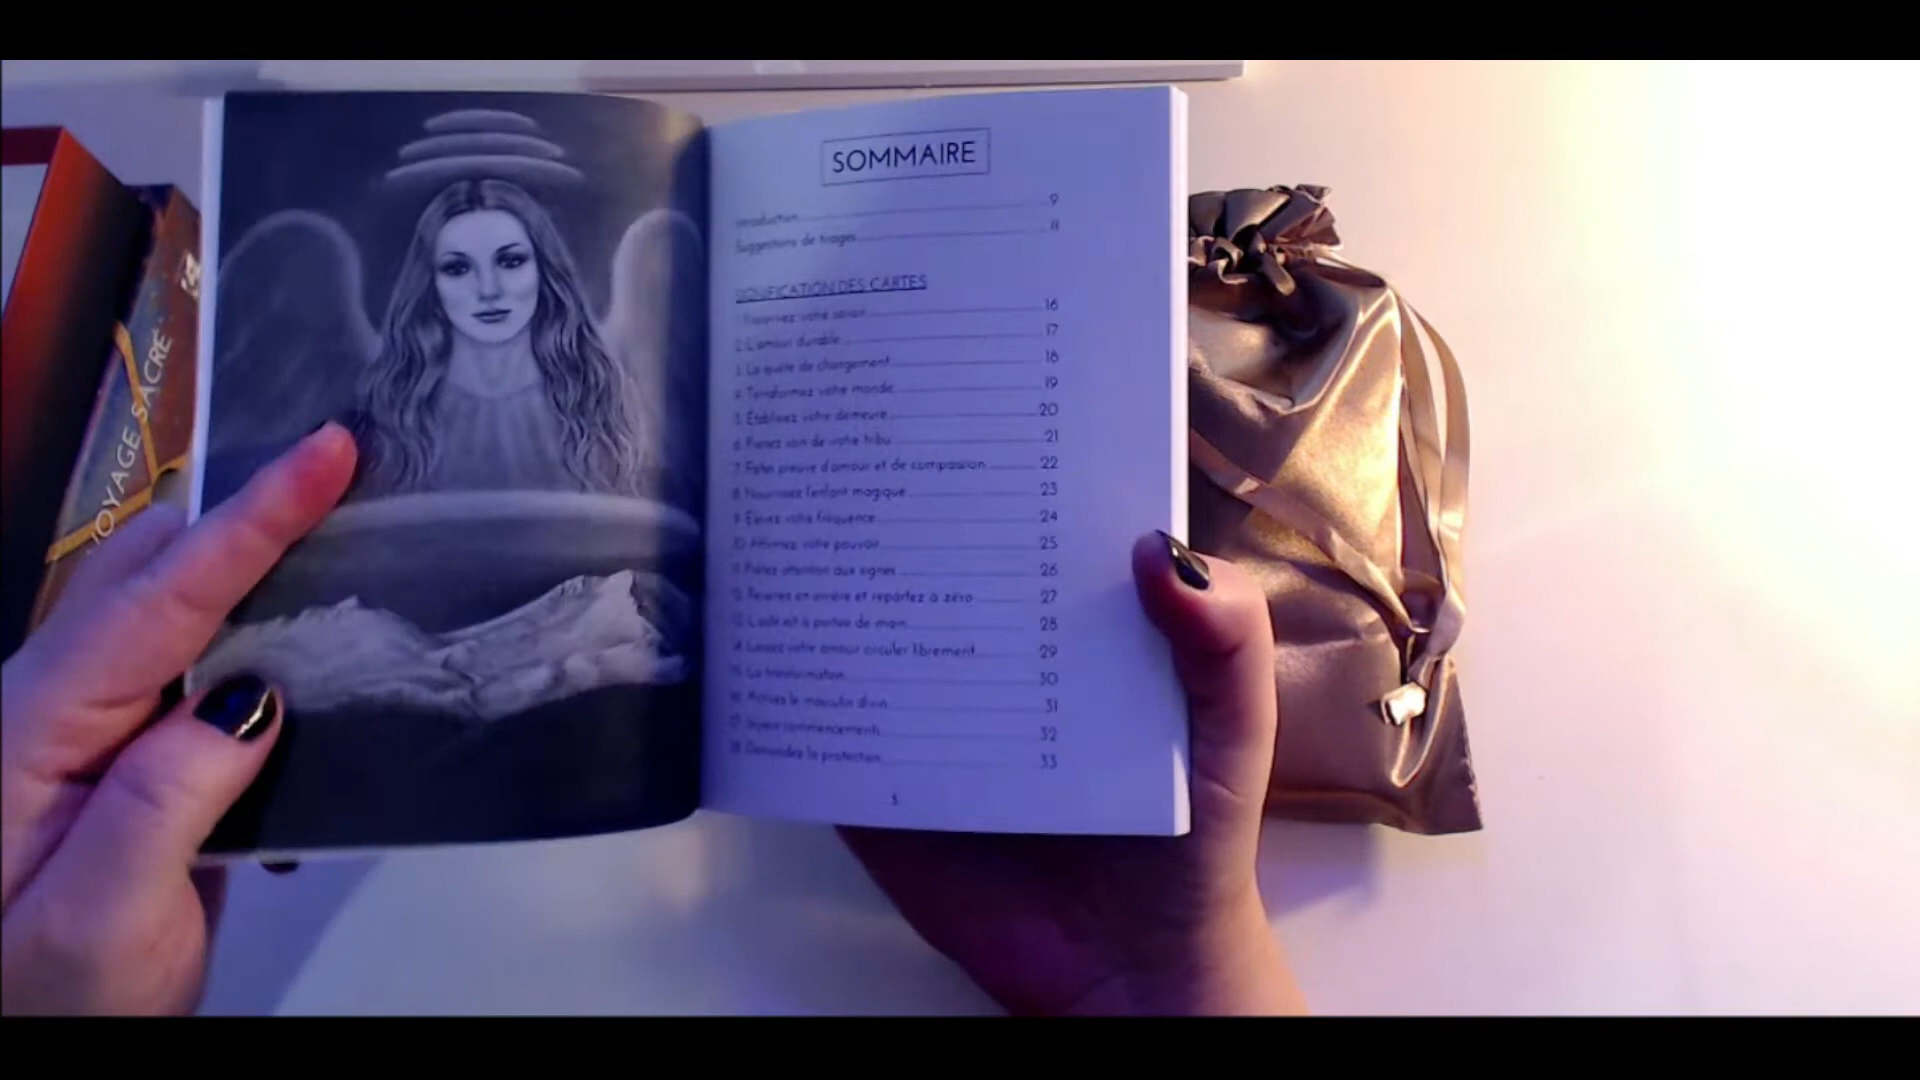 VOYAGE SACRÉ
SOMMAIRE
Introduction 9
Suggestions de tirages 11
SIGNIFICATION DES CARTES
votre savoir 16
2. L'amour durable 17
3. La quête de changement 18
4. Terraformez votre monde 19
5. Établissez votre demeure 20
6. Prenez soin de votre tribu 21
7. Faites preuve d'amour et de compassion 22
8. Nourrissez l'enfant magique 23
9. Élevez votre fréquence 24
10. Affirmez votre pouvoir 25
11. Prêtez attention aux signes 26
12. Revenez en arrière et repartez à zéro 27
13. L'aide est à portée de main 28
14. Laissez votre amour circuler librement 29
15. La transformation 30
16. Activez le masculin divin 31
17. Joyeux commencements 32
18. Demandez la protection 33
5